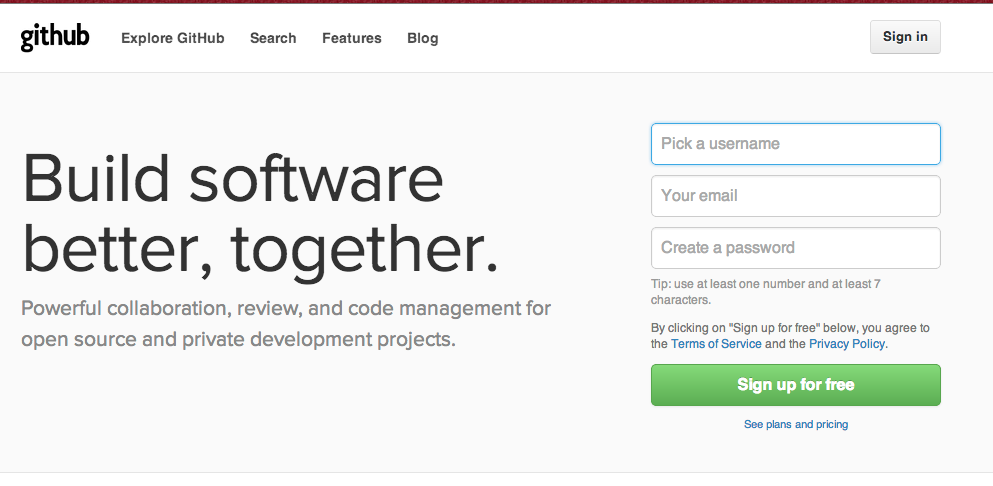 github
Explore GitHub
Search
Features
Blog
Sign in
Build software
better, together.
Powerful collaboration, review, and code management for
open source and private development projects.
Pick a username
Your email
Create a password
Tip: use at least one number and at least 7
characters.
By clicking on "Sign up for free" below, you agree to
the Terms of Service and the Privacy Policy.
Sign up for free
See plans and pricing